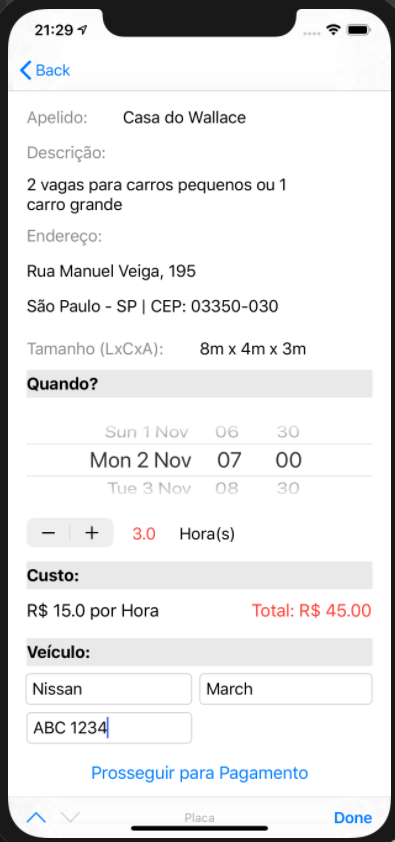 21:29
Back
Apelido: Casa do Wallace
Descrição:
2 vagas para carros pequenos ou 1
carro grande
Endereço:
Rua Manuel Veiga, 195
São Paulo - SP | CEP: 03350-030
Tamanho (LxCxA): 8m x 4m x 3m
Quando?
Sun 1 Nov 06 30
Mon 2 Nov 07 00
Tue 3 Nov 08 30
− + 3.0 Hora(s)
Custo:
R$ 15.0 por Hora Total: R$ 45.00
Veículo:
Nissan March
ABC 1234
Prosseguir para Pagamento
Placa Done